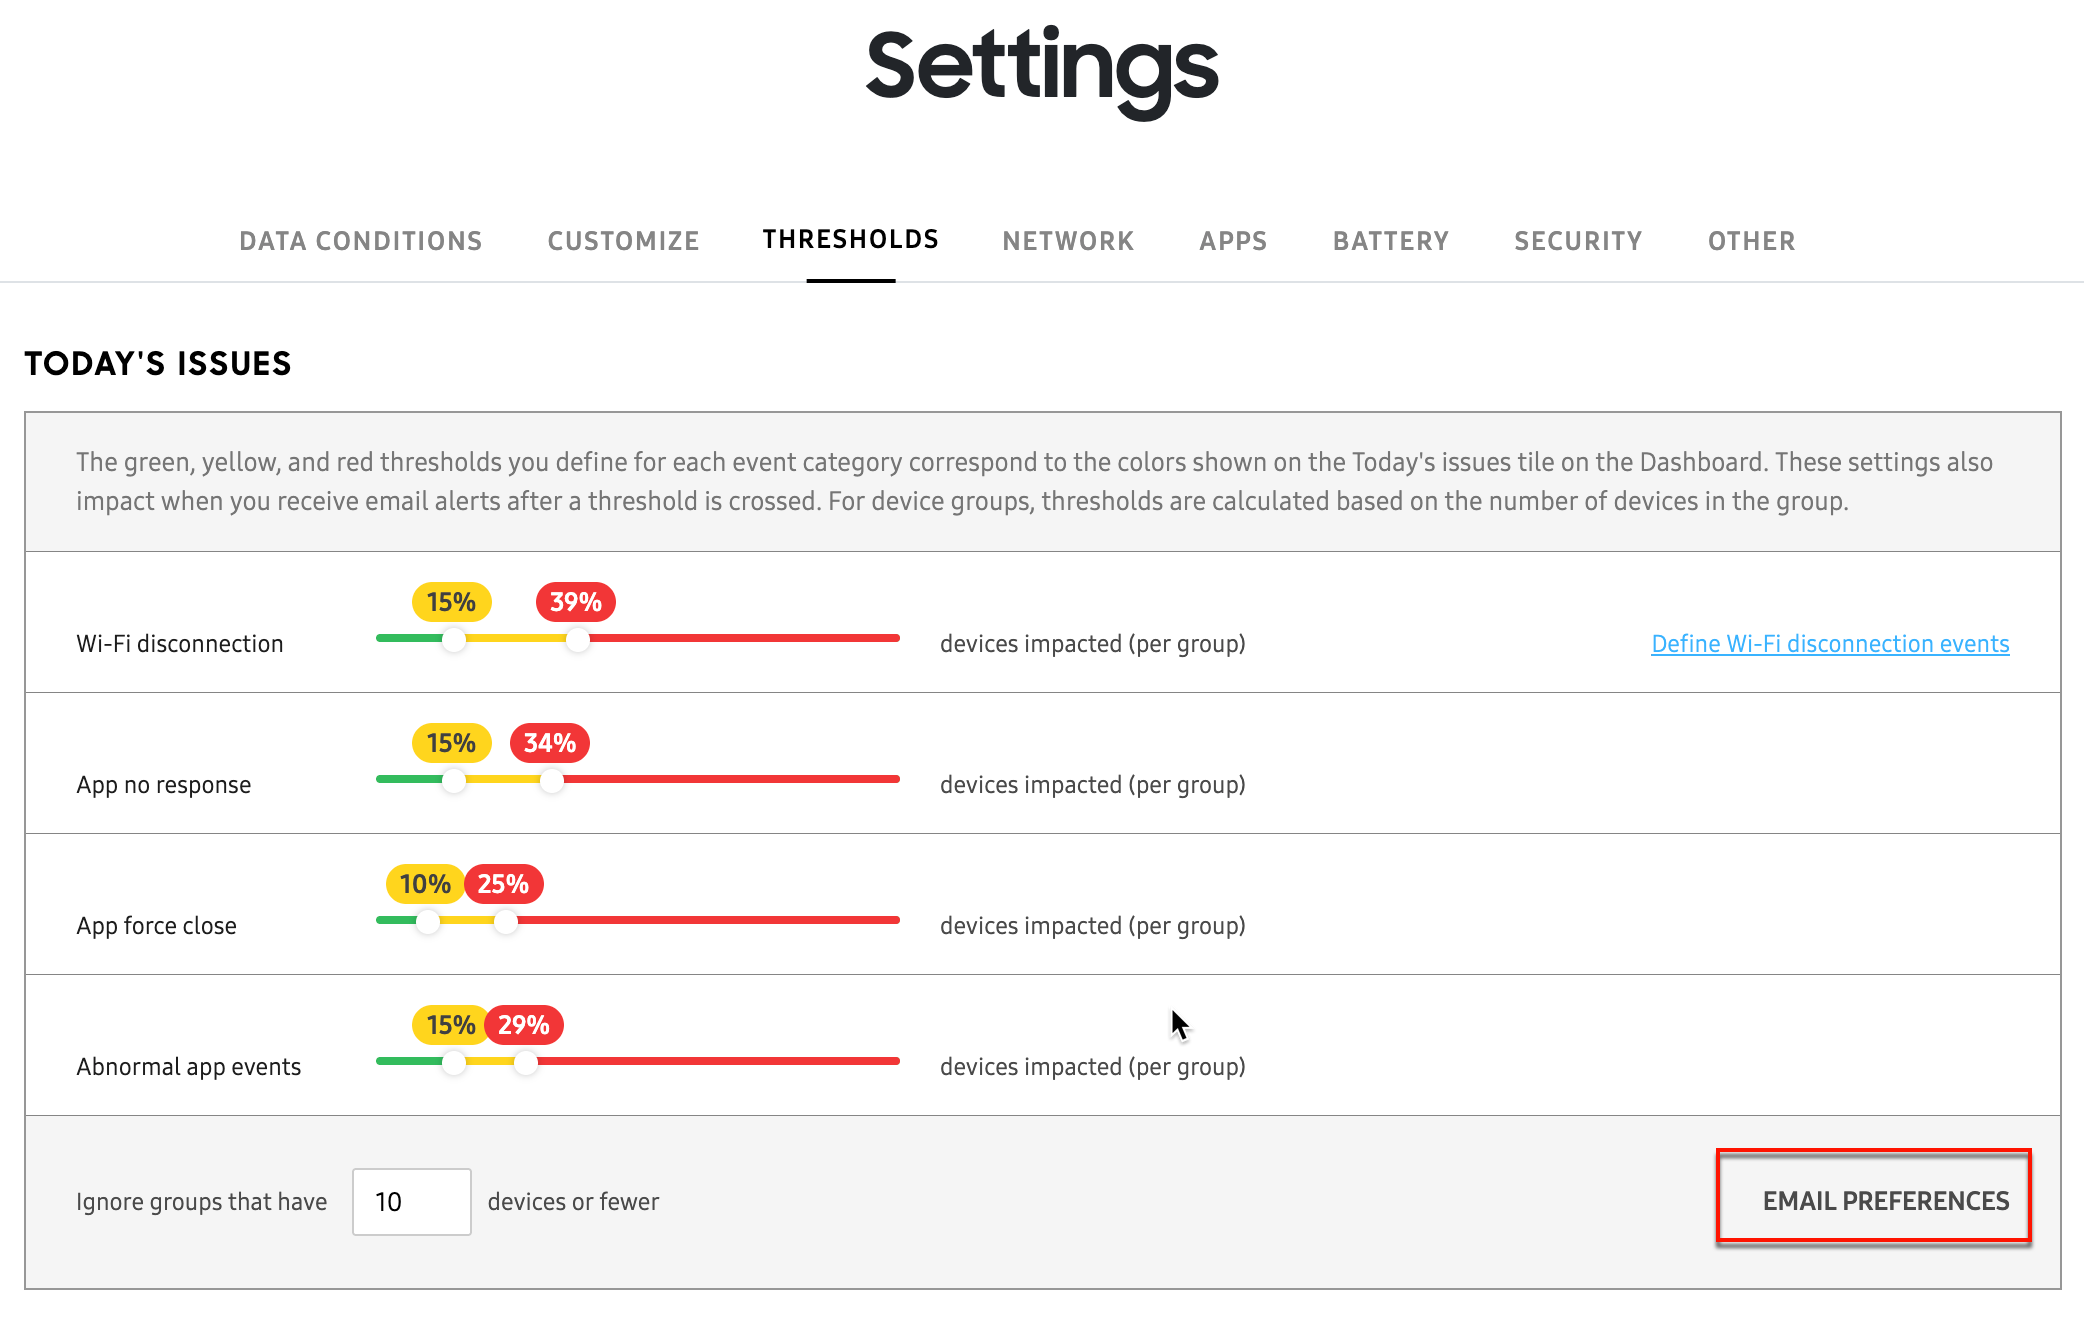 Settings
DATA CONDITIONS CUSTOMIZE THRESHOLDS NETWORK APPS BATTERY SECURITY OTHER
TODAY'S ISSUES
The green, yellow, and red thresholds you define for each event category correspond to the colors shown on the Today's issues tile on the Dashboard. These settings also
impact when you receive email alerts after a threshold is crossed. For device groups, thresholds are calculated based on the number of devices in the group.
15% 39%
Wi-Fi disconnection devices impacted (per group) Define Wi-Fi disconnection events
15% 34%
App no response devices impacted (per group)
10% 25%
App force close devices impacted (per group)
15% 29%
Abnormal app events devices impacted (per group)
Ignore groups that have 10 devices or fewer EMAIL PREFERENCES